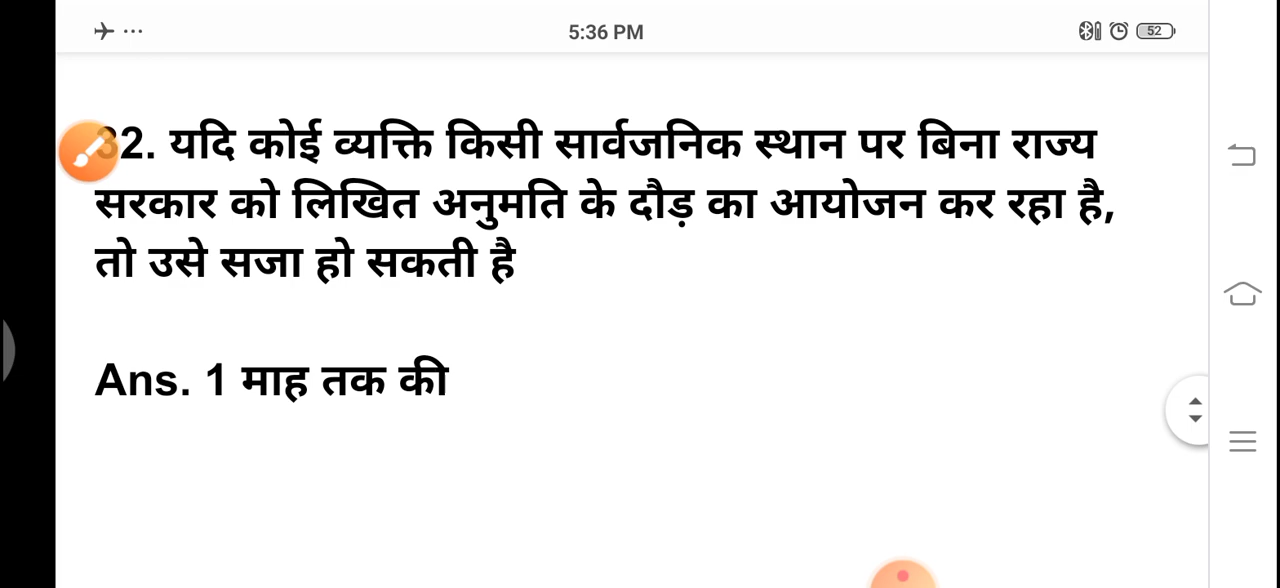 5:36 PM
52
32. यदि कोई व्यक्ति किसी सार्वजनिक स्थान पर बिना राज्य
सरकार को लिखित अनुमति के दौड़ का आयोजन कर रहा है,
तो उसे सजा हो सकती है
Ans. 1 माह तक की